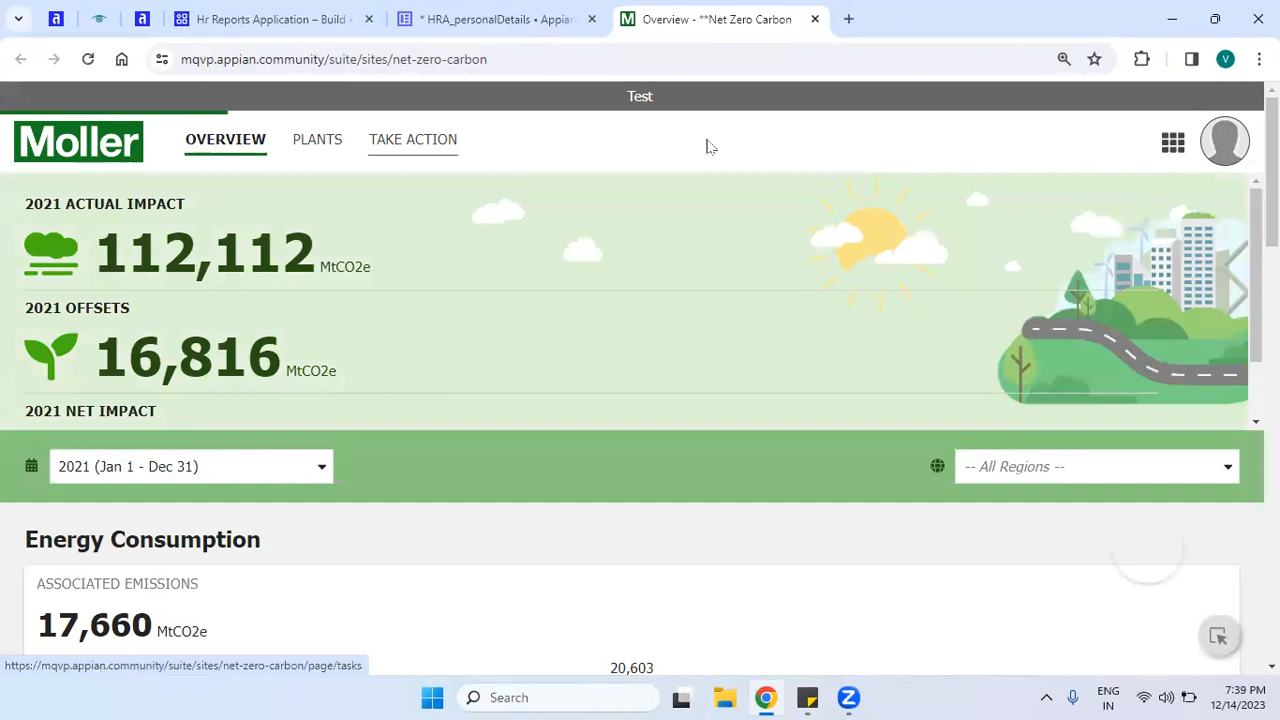 Hr Reports Application – Build
* HRA_personalDetails • Appian
M Overview - **Net Zero Carbon
mqvp.appian.community/suite/sites/net-zero-carbon
V
Test
Moller
OVERVIEW PLANTS TAKE ACTION
2021 ACTUAL IMPACT
112,112 MtCO2e
2021 OFFSETS
16,816 MtCO2e
2021 NET IMPACT
2021 (Jan 1 - Dec 31)
-- All Regions --
Energy Consumption
ASSOCIATED EMISSIONS
17,660 MtCO2e
20,603
https://mqvp.appian.community/suite/sites/net-zero-carbon/page/tasks
Search
ENG
IN
7:39 PM
12/14/2023